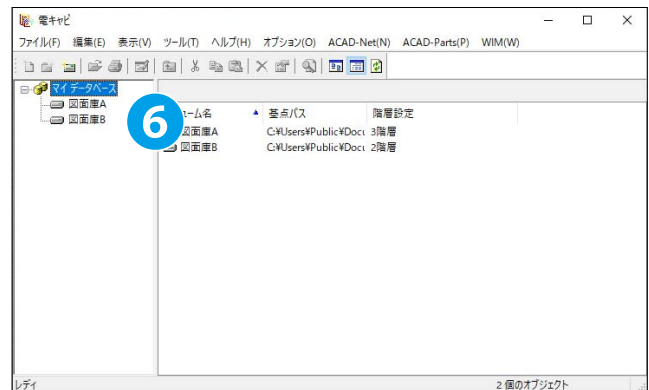 電キャビ
ファイル(F) 編集(E) 表示(V) ツール(T) ヘルプ(H) オプション(O) ACAD-Net(N) ACAD-Parts(P) WIM(W)
マイ データベース
図面庫A
図面庫B
6
ューム名 基点パス 階層設定
図面庫A C:¥Users¥Public¥Docu 3階層
図面庫B C:¥Users¥Public¥Docu 2階層
レディ 2 個のオブジェクト